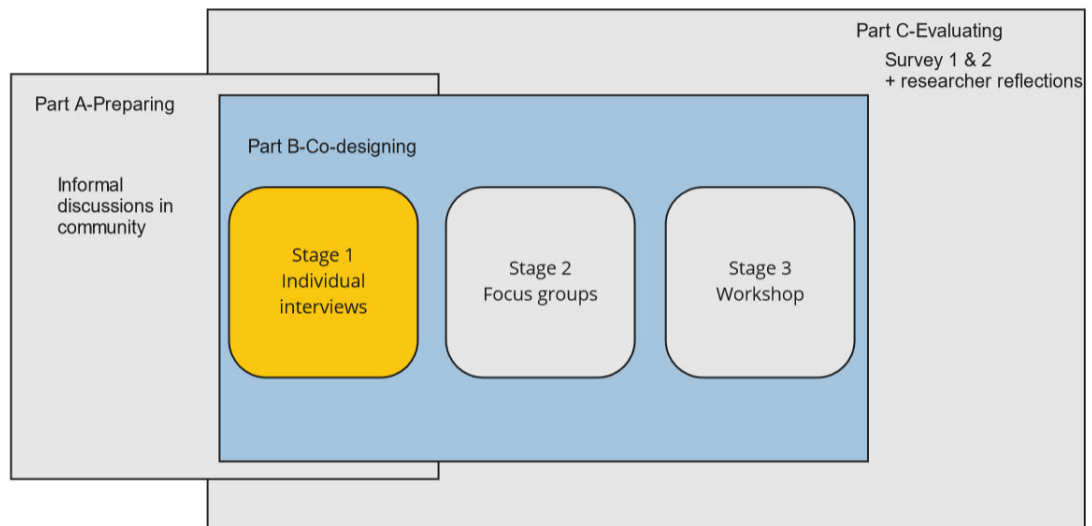 Part C-Evaluating
Survey 1 & 2
+ researcher reflections
Part A-Preparing
Informal
discussions in
community
Part B-Co-designing
Stage 1
Individual
interviews
Stage 2
Focus groups
Stage 3
Workshop